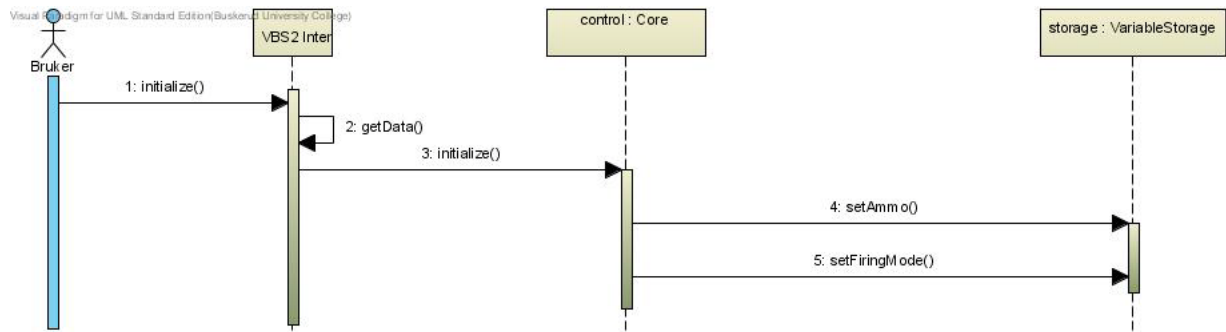 Visual Paradigm for UML Standard Edition(Buskerud University College)
control : Core
storage : VariableStorage
VBS2 Inter
Bruker
1: initialize()
2: getData()
3: initialize()
4: setAmmo()
5: setFiringMode()